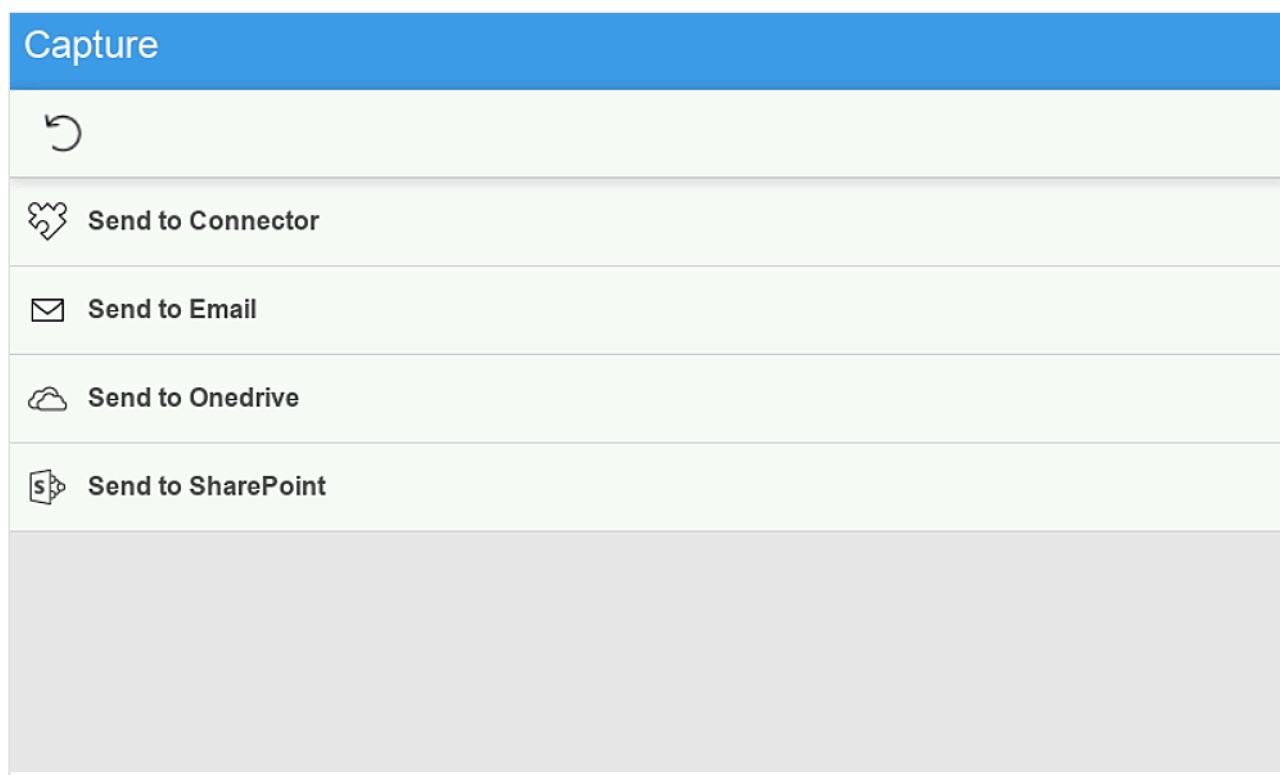 Capture
Send to Connector
Send to Email
Send to Onedrive
S Send to SharePoint